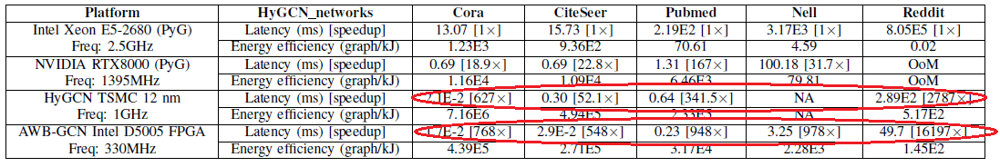 Platform HyGCN_networks Cora CiteSeer Pubmed Nell Reddit
Intel Xeon E5-2680 (PyG) Latency (ms) [speedup] 13.07 [1×] 15.73 [1×] 2.19E2 [1×] 3.17E3 [1×] 8.05E5 [1×]
Freq: 2.5GHz Energy efficiency (graph/kJ) 1.23E3 9.36E2 70.61 4.59 0.02
NVIDIA RTX8000 (PyG) Latency (ms) [speedup] 0.69 [18.9×] 0.69 [22.8×] 1.31 [167×] 100.18 [31.7×] OoM
Freq: 1395MHz Energy efficiency (graph/kJ) 1.16E4 1.09E4 6.46E3 79.81 OoM
HyGCN TSMC 12 nm Latency (ms) [speedup] 2.1E-2 [627×] 0.30 [52.1×] 0.64 [341.5×] NA 2.89E2 [2787×]
Freq: 1GHz Energy efficiency (graph/kJ) 7.16E6 4.94E5 2.33E5 NA 5.17E2
AWB-GCN Intel D5005 FPGA Latency (ms) [speedup] .7E-2 [768×] 2.9E-2 [548×] 0.23 [948×] 3.25 [978×] 49.7 [16197×]
Freq: 330MHz Energy efficiency (graph/kJ) 4.39E5 2.71E5 3.17E4 2.28E3 1.45E2